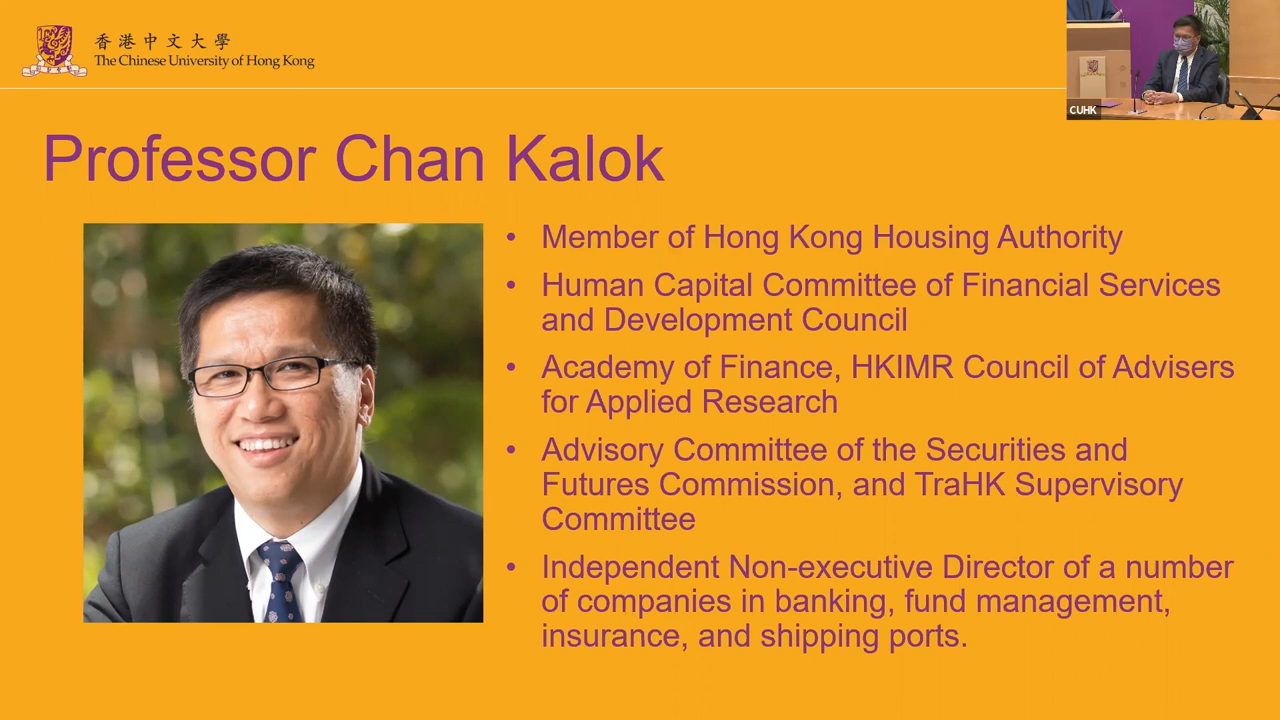 香港中文大學
The Chinese University of Hong Kong
CUHK
Professor Chan Kalok
• Member of Hong Kong Housing Authority
• Human Capital Committee of Financial Services
and Development Council
• Academy of Finance, HKIMR Council of Advisers
for Applied Research
• Advisory Committee of the Securities and
Futures Commission, and TraHK Supervisory
Committee
• Independent Non-executive Director of a number
of companies in banking, fund management,
insurance, and shipping ports.